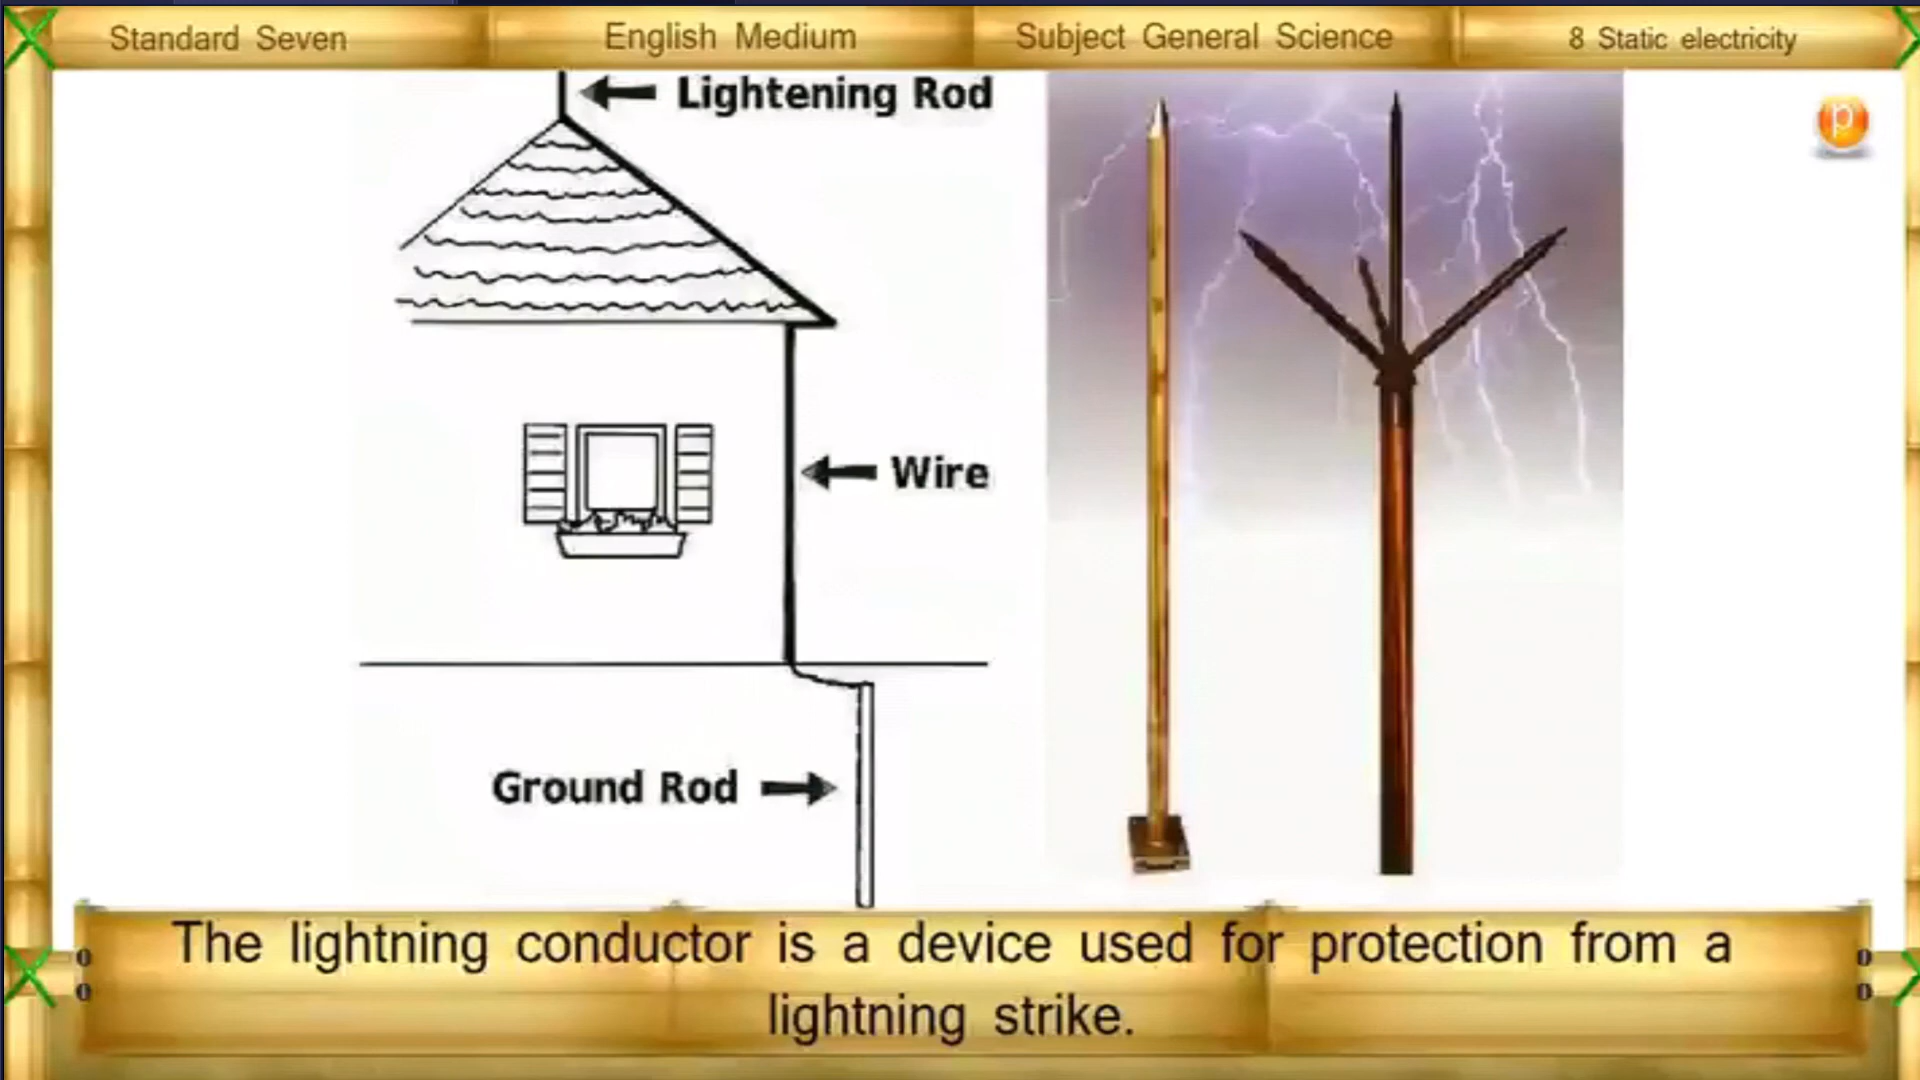 Standard Seven
English Medium
Subject General Science
8 Static electricity
Lightening Rod
p
Wire
Ground Rod
The lightning conductor is a device used for protection from a
lightning strike.